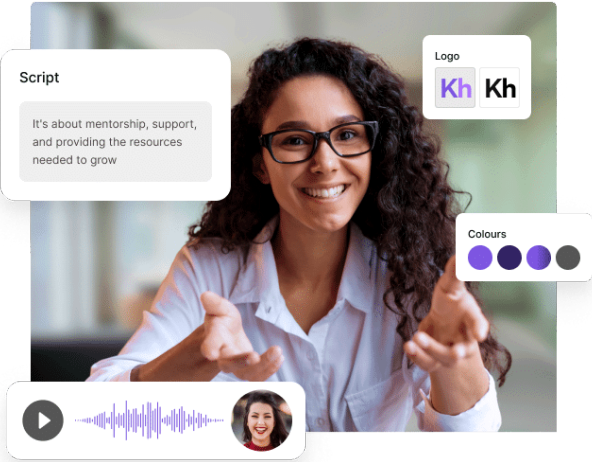 Script
It's about mentorship, support,
and providing the resources
needed to grow
Logo
Kh Kh
Colours